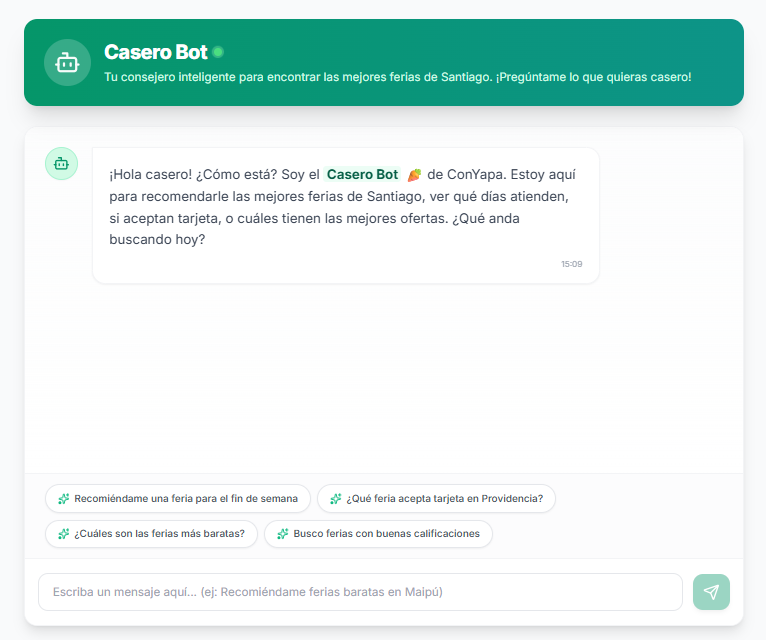 Casero Bot
Tu consejero inteligente para encontrar las mejores ferias de Santiago. ¡Pregúntame lo que quieras casero!
¡Hola casero! ¿Cómo está? Soy el Casero Bot 🥕 de ConYapa. Estoy aquí
para recomendarle las mejores ferias de Santiago, ver qué días atienden,
si aceptan tarjeta, o cuáles tienen las mejores ofertas. ¿Qué anda
buscando hoy?
15:09
Recomiéndame una feria para el fin de semana
¿Qué feria acepta tarjeta en Providencia?
¿Cuáles son las ferias más baratas?
Busco ferias con buenas calificaciones
Escriba un mensaje aquí... (ej: Recomiéndame ferias baratas en Maipú)